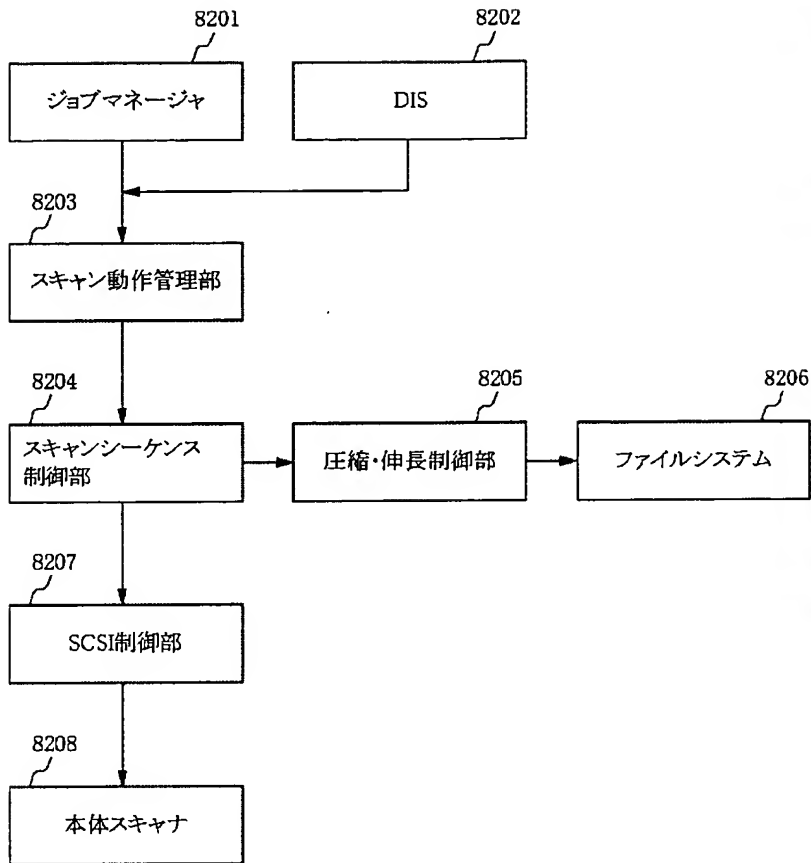 8201
8202
ジョブマネージャ
DIS
8203
スキャン動作管理部
8204
8205
8206
スキャンシーケンス
制御部
圧縮・伸長制御部
ファイルシステム
8207
SCSI制御部
8208
本体スキャナ